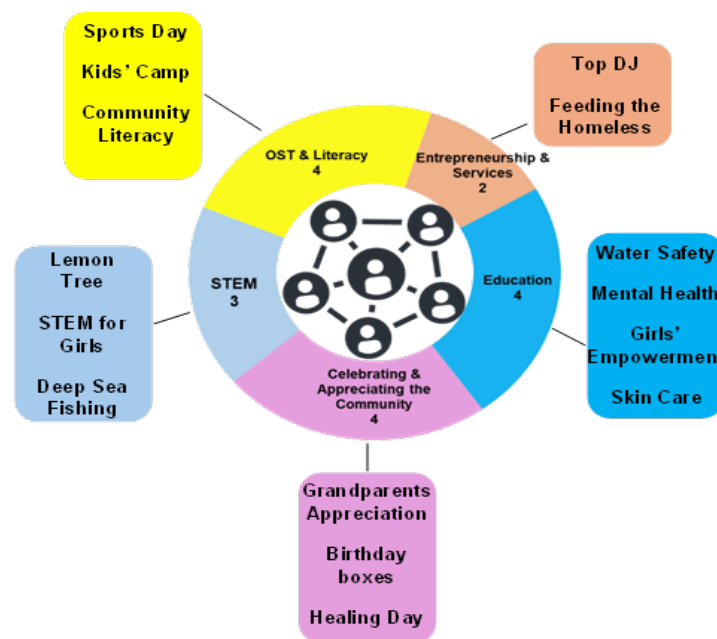 Sports Day
Kids' Camp
Community
Literacy
Top DJ
Feeding the
Homeless
OST & Literacy
4
Entrepreneurship &
Services
2
Lemon
Tree
STEM for
Girls
Deep Sea
Fishing
STEM
3
Education
4
Water Safety
Mental Health
Girls'
Empowermen
Skin Care
Celebrating &
Appreciating the
Community
4
Grandparents
Appreciation
Birthday
boxes
Healing Day